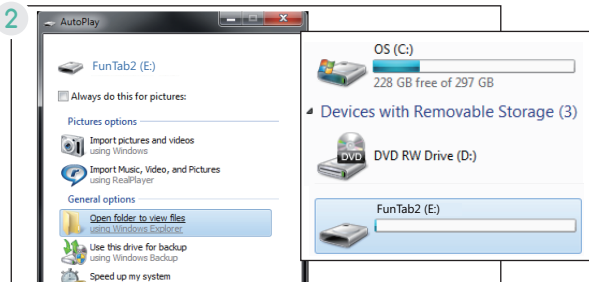 2
AutoPlay
FunTab2 (E:)
Always do this for pictures:
Pictures options
Import pictures and videos
using Windows
Import Music, Video, and Pictures
using RealPlayer
General options
Open folder to view files
using Windows Explorer
Use this drive for backup
using Windows Backup
Speed up my system
OS (C:)
228 GB free of 297 GB
Devices with Removable Storage (3)
DVD
DVD RW Drive (D:)
FunTab2 (E:)